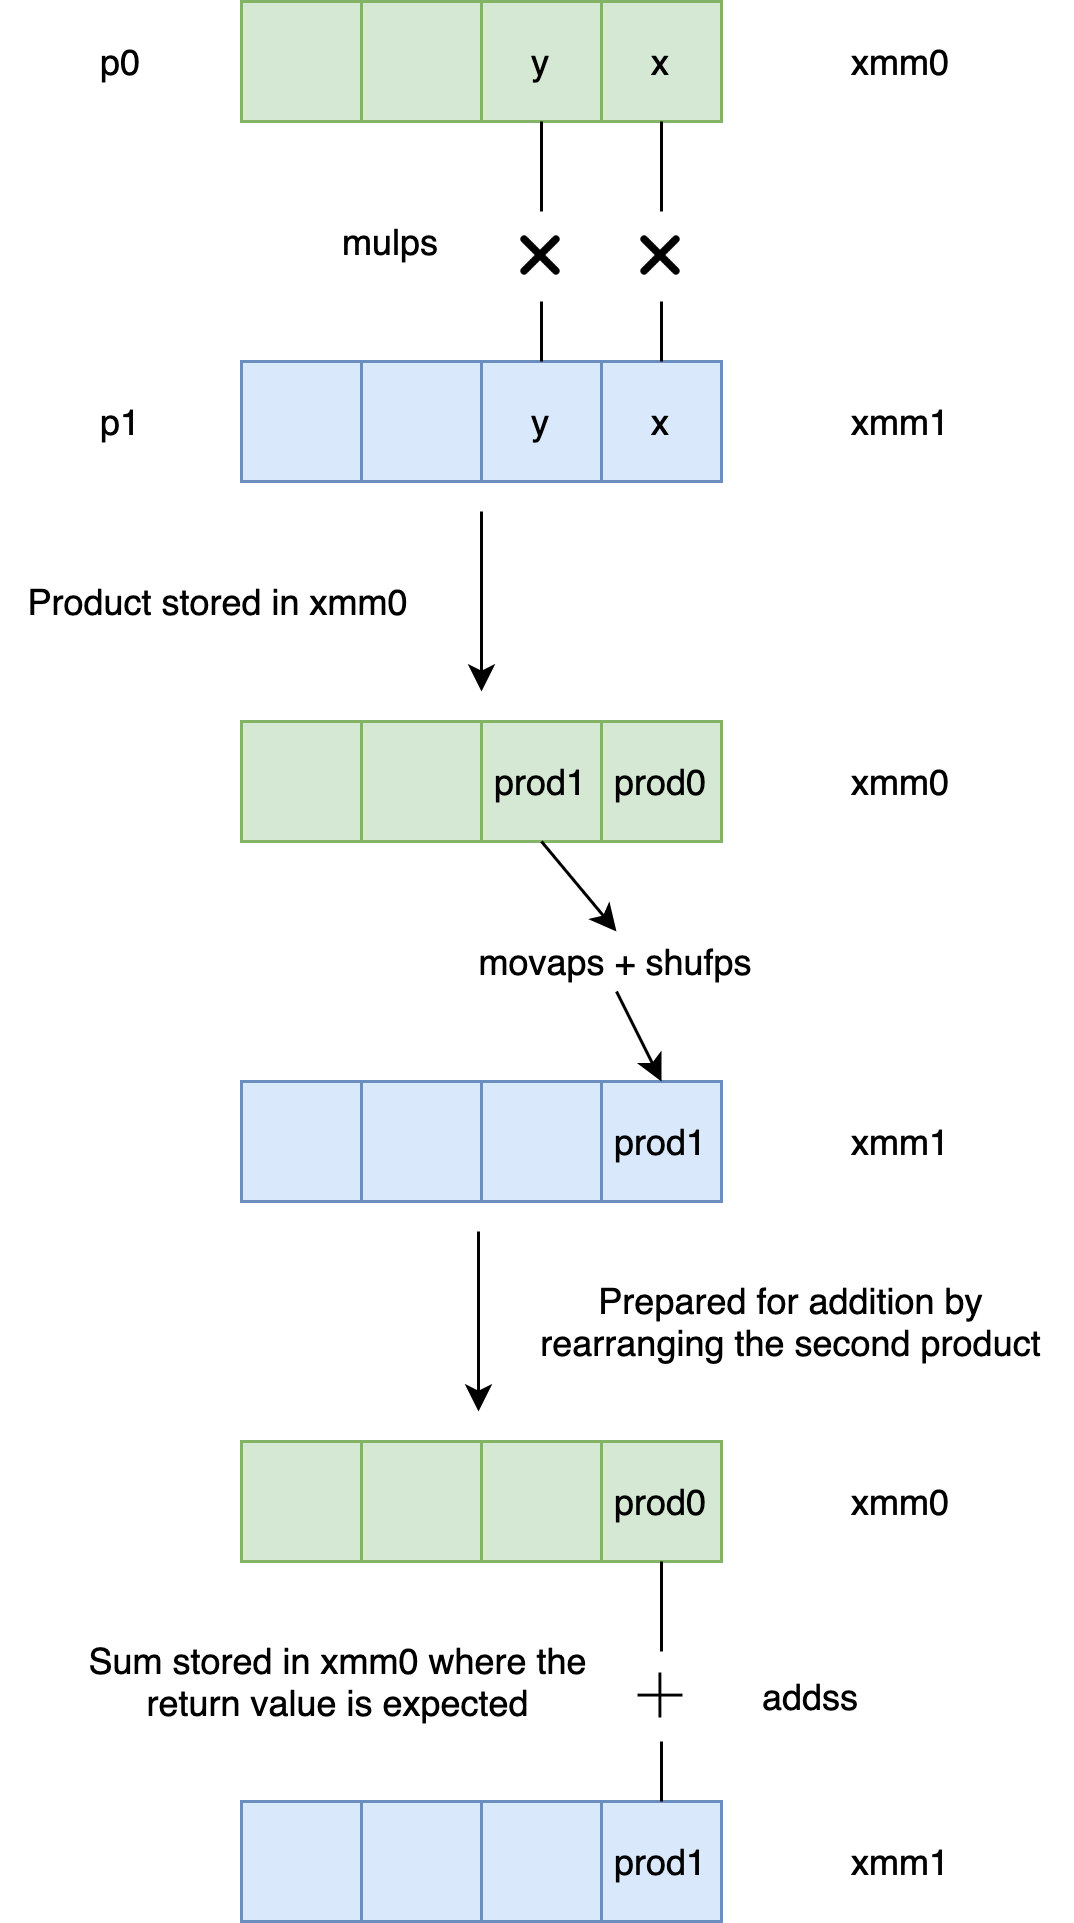 p0
y
x
xmm0
mulps
p1
y
x
xmm1
Product stored in xmm0
prod1
prod0
xmm0
movaps + shufps
prod1
xmm1
Prepared for addition by
rearranging the second product
prod0
xmm0
Sum stored in xmm0 where the
return value is expected
addss
prod1
xmm1